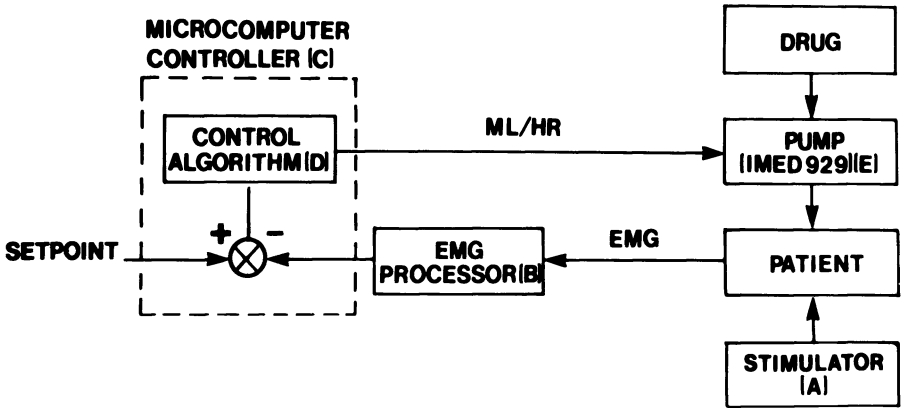 MICROCOMPUTER
CONTROLLER (C)
DRUG
CONTROL
ALGORITHM(D)
ML/HR
PUMP
(IMED 929)(E)
+ -
SETPOINT
EMG
PROCESSOR(B)
EMG
PATIENT
STIMULATOR
(A)